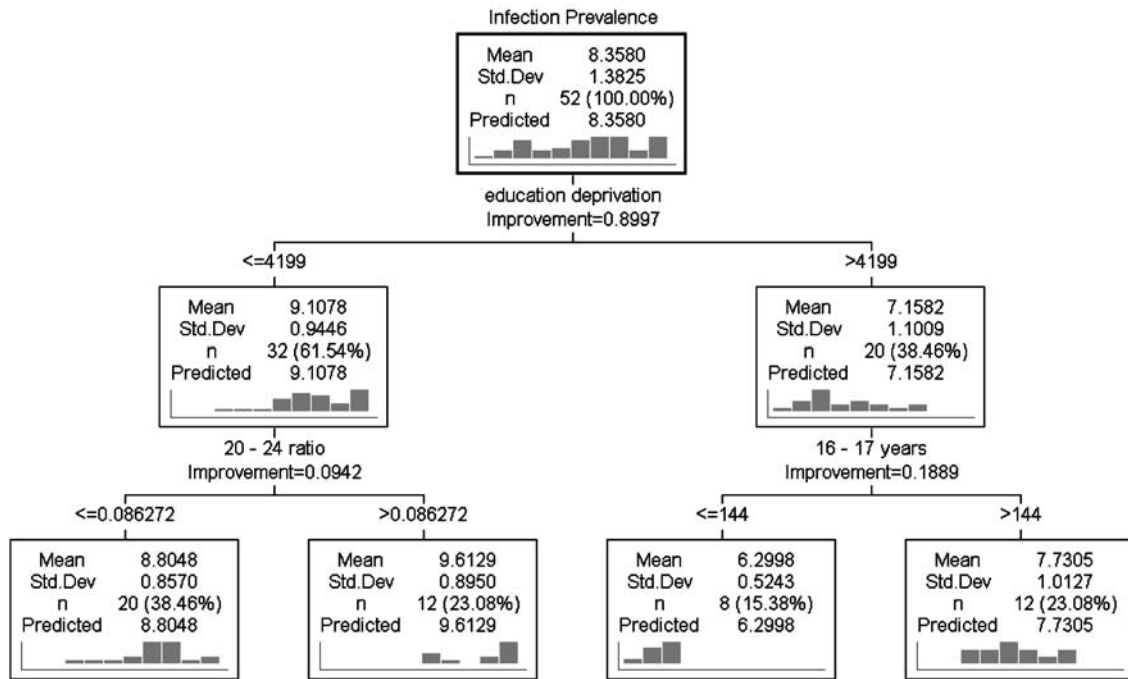 Infection Prevalence
Mean 8.3580
Std.Dev 1.3825
n 52 (100.00%)
Predicted 8.3580
education deprivation
Improvement=0.8997
<=4199
>4199
Mean 9.1078
Std.Dev 0.9446
n 32 (61.54%)
Predicted 9.1078
Mean 7.1582
Std.Dev 1.1009
n 20 (38.46%)
Predicted 7.1582
20 - 24 ratio
Improvement=0.0942
16 - 17 years
Improvement=0.1889
<=0.086272
>0.086272
<=144
>144
Mean 8.8048
Std.Dev 0.8570
n 20 (38.46%)
Predicted 8.8048
Mean 9.6129
Std.Dev 0.8950
n 12 (23.08%)
Predicted 9.6129
Mean 6.2998
Std.Dev 0.5243
n 8 (15.38%)
Predicted 6.2998
Mean 7.7305
Std.Dev 1.0127
n 12 (23.08%)
Predicted 7.7305